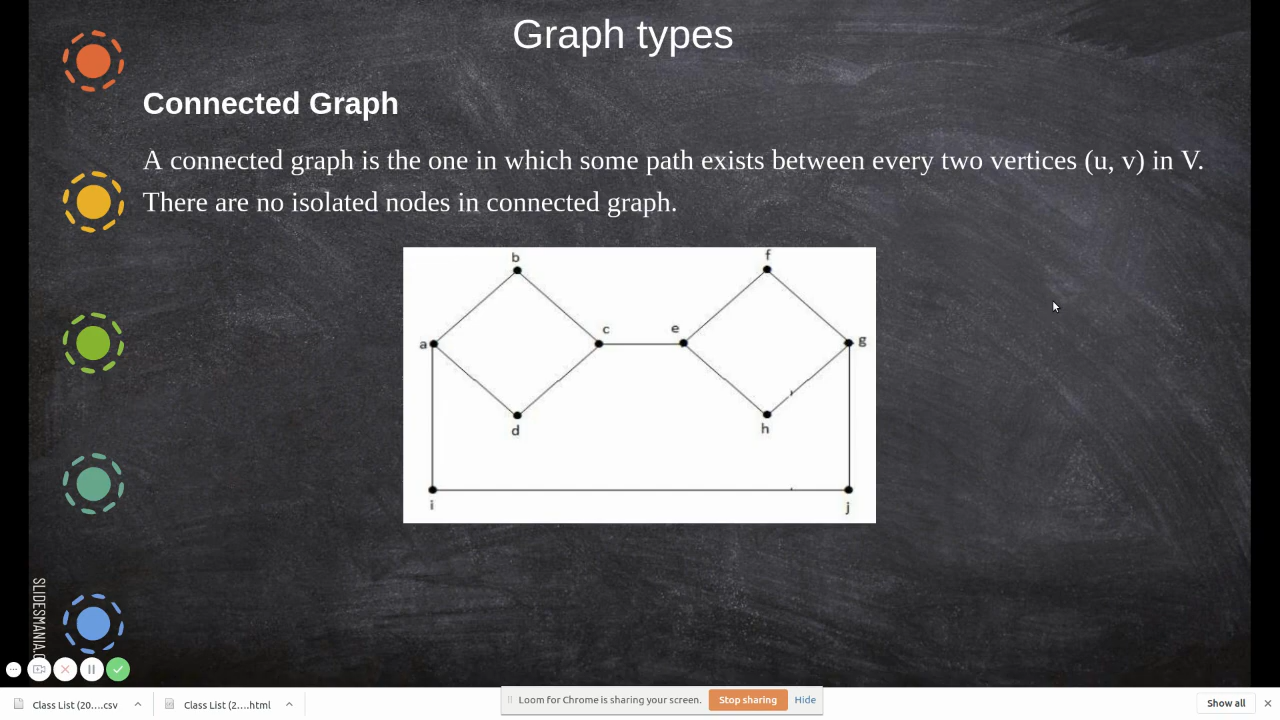 Graph types
Connected Graph
A connected graph is the one in which some path exists between every two vertices (u, v) in V.
There are no isolated nodes in connected graph.
b
f
c
e
a
g
d
h
i
j
SLIDESMANIA.C
Class List (20....csv
Class List (2....html
Loom for Chrome is sharing your screen.
Stop sharing
Hide
Show all